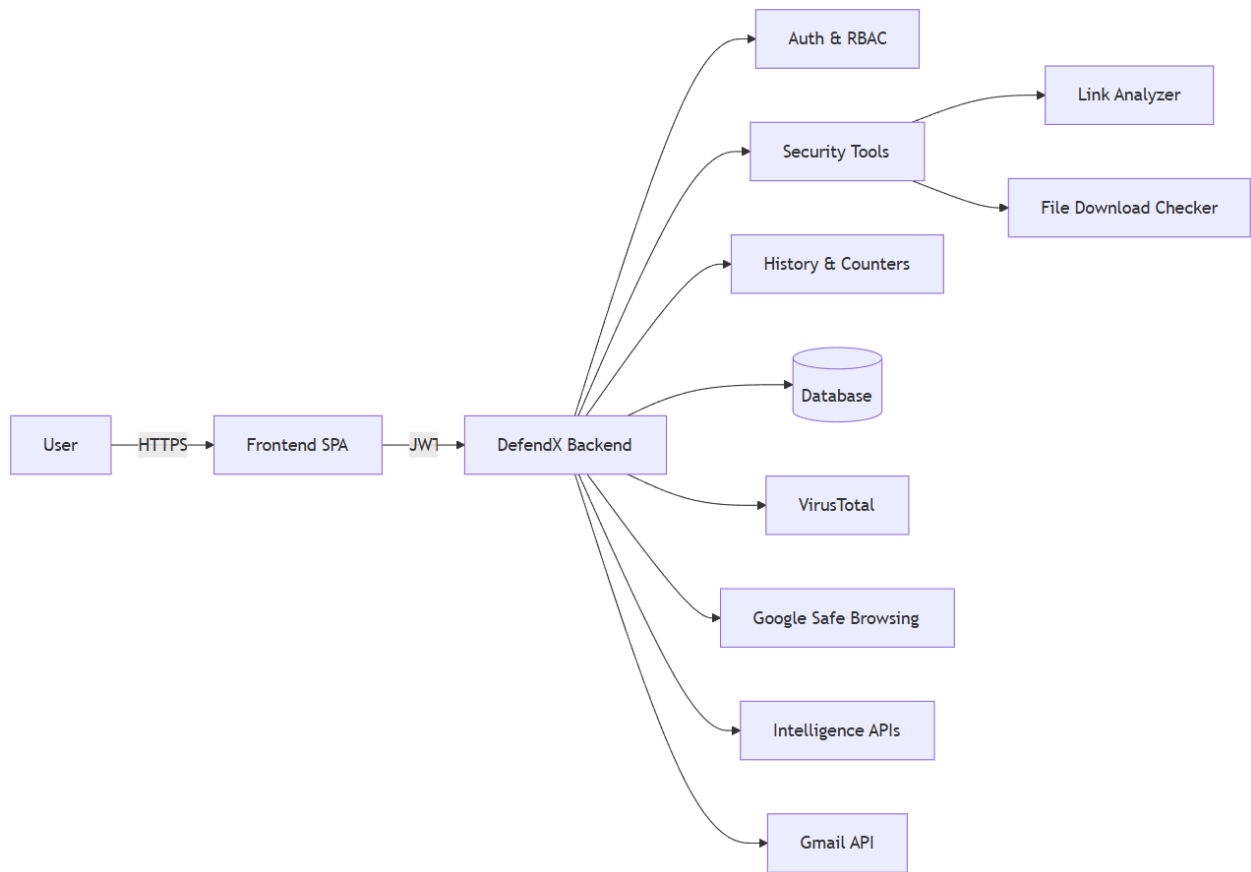 Auth & RBAC
Link Analyzer
Security Tools
File Download Checker
History & Counters
Database
User
HTTPS
Frontend SPA
JWT
DefendX Backend
VirusTotal
Google Safe Browsing
Intelligence APIs
Gmail API